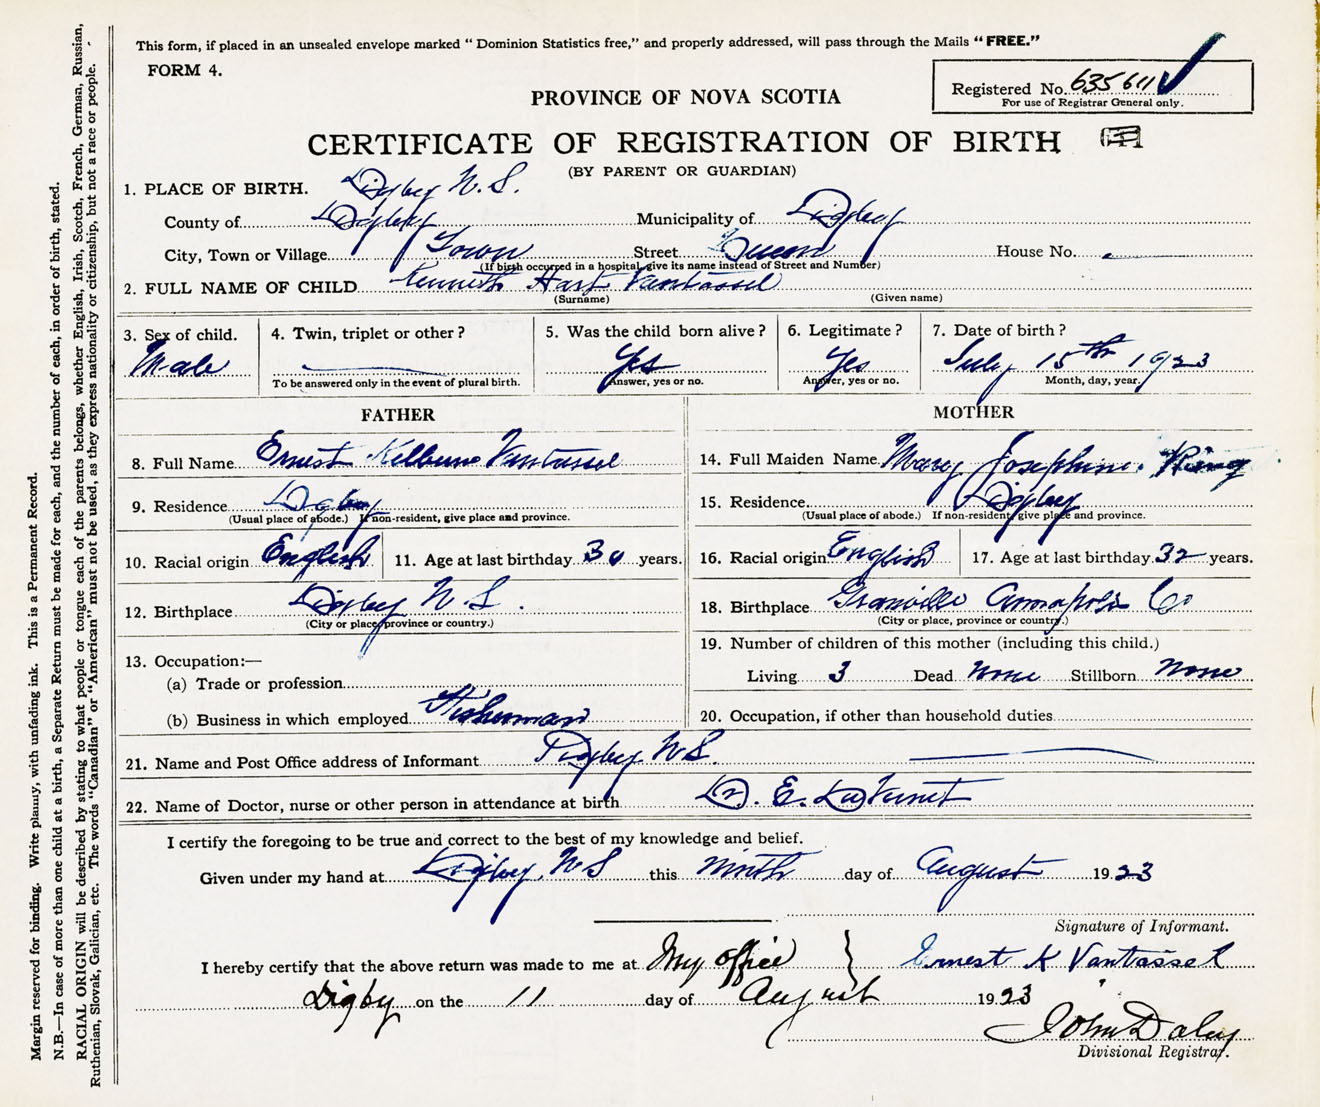 This form, if placed in an unsealed envelope marked “ Dominion Statistics free,” and properly addressed, will pass through the Mails “ FREE.”
FORM 4.
Registered No. 635611
For use of Registrar General only.
PROVINCE OF NOVA SCOTIA
CERTIFICATE OF REGISTRATION OF BIRTH
(BY PARENT OR GUARDIAN)
1. PLACE OF BIRTH. Digby N. S.
County of Digby Municipality of Digby
City, Town or Village Town Street Queen House No.
(If birth occurred in a hospital, give its name instead of Street and Number)
2. FULL NAME OF CHILD Kenneth Hart Vantassel
(Surname) (Given name)
3. Sex of child. 4. Twin, triplet or other ? 5. Was the child born alive ? 6. Legitimate ? 7. Date of birth ?
Male Yes Yes July 15th 1923
To be answered only in the event of plural birth. Answer, yes or no. Answer, yes or no. Month, day, year.
FATHER MOTHER
8. Full Name Ernest Vantassel 14. Full Maiden Name Mary Josephine King
9. Residence Digby 15. Residence Digby
(Usual place of abode.) If non-resident, give place and province. (Usual place of abode.) If non-resident, give place and province.
10. Racial origin English 11. Age at last birthday 30 years. 16. Racial origin English 17. Age at last birthday 32 years.
12. Birthplace Digby N S. 18. Birthplace Granville Annapolis Co
(City or place, province or country.) (City or place, province or country.)
13. Occupation:— 19. Number of children of this mother (including this child.)
(a) Trade or profession Living 3 Dead None Stillborn None
(b) Business in which employed Fisherman 20. Occupation, if other than household duties
21. Name and Post Office address of Informant Digby N S.
22. Name of Doctor, nurse or other person in attendance at birth Dr. E.
I certify the foregoing to be true and correct to the best of my knowledge and belief.
Given under my hand at Digby, N S this ninth day of August 1923
Signature of Informant.
I hereby certify that the above return was made to me at My office } Ernest K Vantassel
Digby on the 11 day of August 1923
John Daley
Divisional Registrar.
Margin reserved for binding. Write plainly, with unfading ink. This is a Permanent Record.
N.B.—In case of more than one child at a birth, a Separate Return must be made for each, and the number of each, in order of birth, stated.
RACIAL ORIGIN will be described by stating to what people or tongue each of the parents belongs, whether English, Irish, Scotch, French, German, Russian,
Ruthenian, Slovak, Galician, etc. The words “Canadian” or “American” must not be used, as they express nationality or citizenship, but not a race or people.